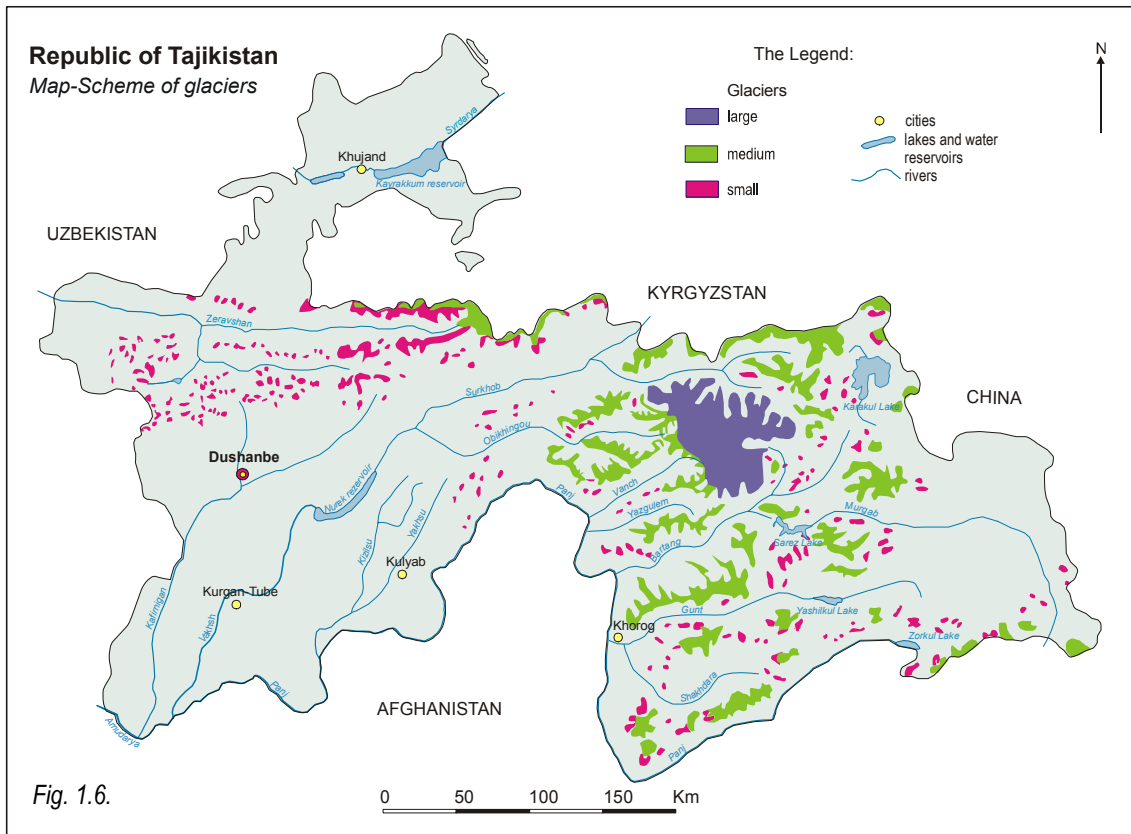 Republic of Tajikistan
Map-Scheme of glaciers
The Legend:
Glaciers
large
medium
small
cities
lakes and water
reservoirs
rivers
N
Syrdarya
Khujand
Kayrakkum reservoir
UZBEKISTAN
KYRGYZSTAN
Zeravshan
Surkhob
Karakul Lake
CHINA
Obikhingou
Dushanbe
Nurek rezervoir
Vanch
Panj
Yazgulem
Murgab
Sarez Lake
Bartang
Yakhsu
Kizilsu
Kulyab
Kurgan-Tube
Kafirnigan
Vakhsh
Gunt
Yashilkul Lake
Khorog
Zorkul Lake
Shakhdara
Panj
Panj
Amudarya
AFGHANISTAN
Fig. 1.6.
0 50 100 150 Km